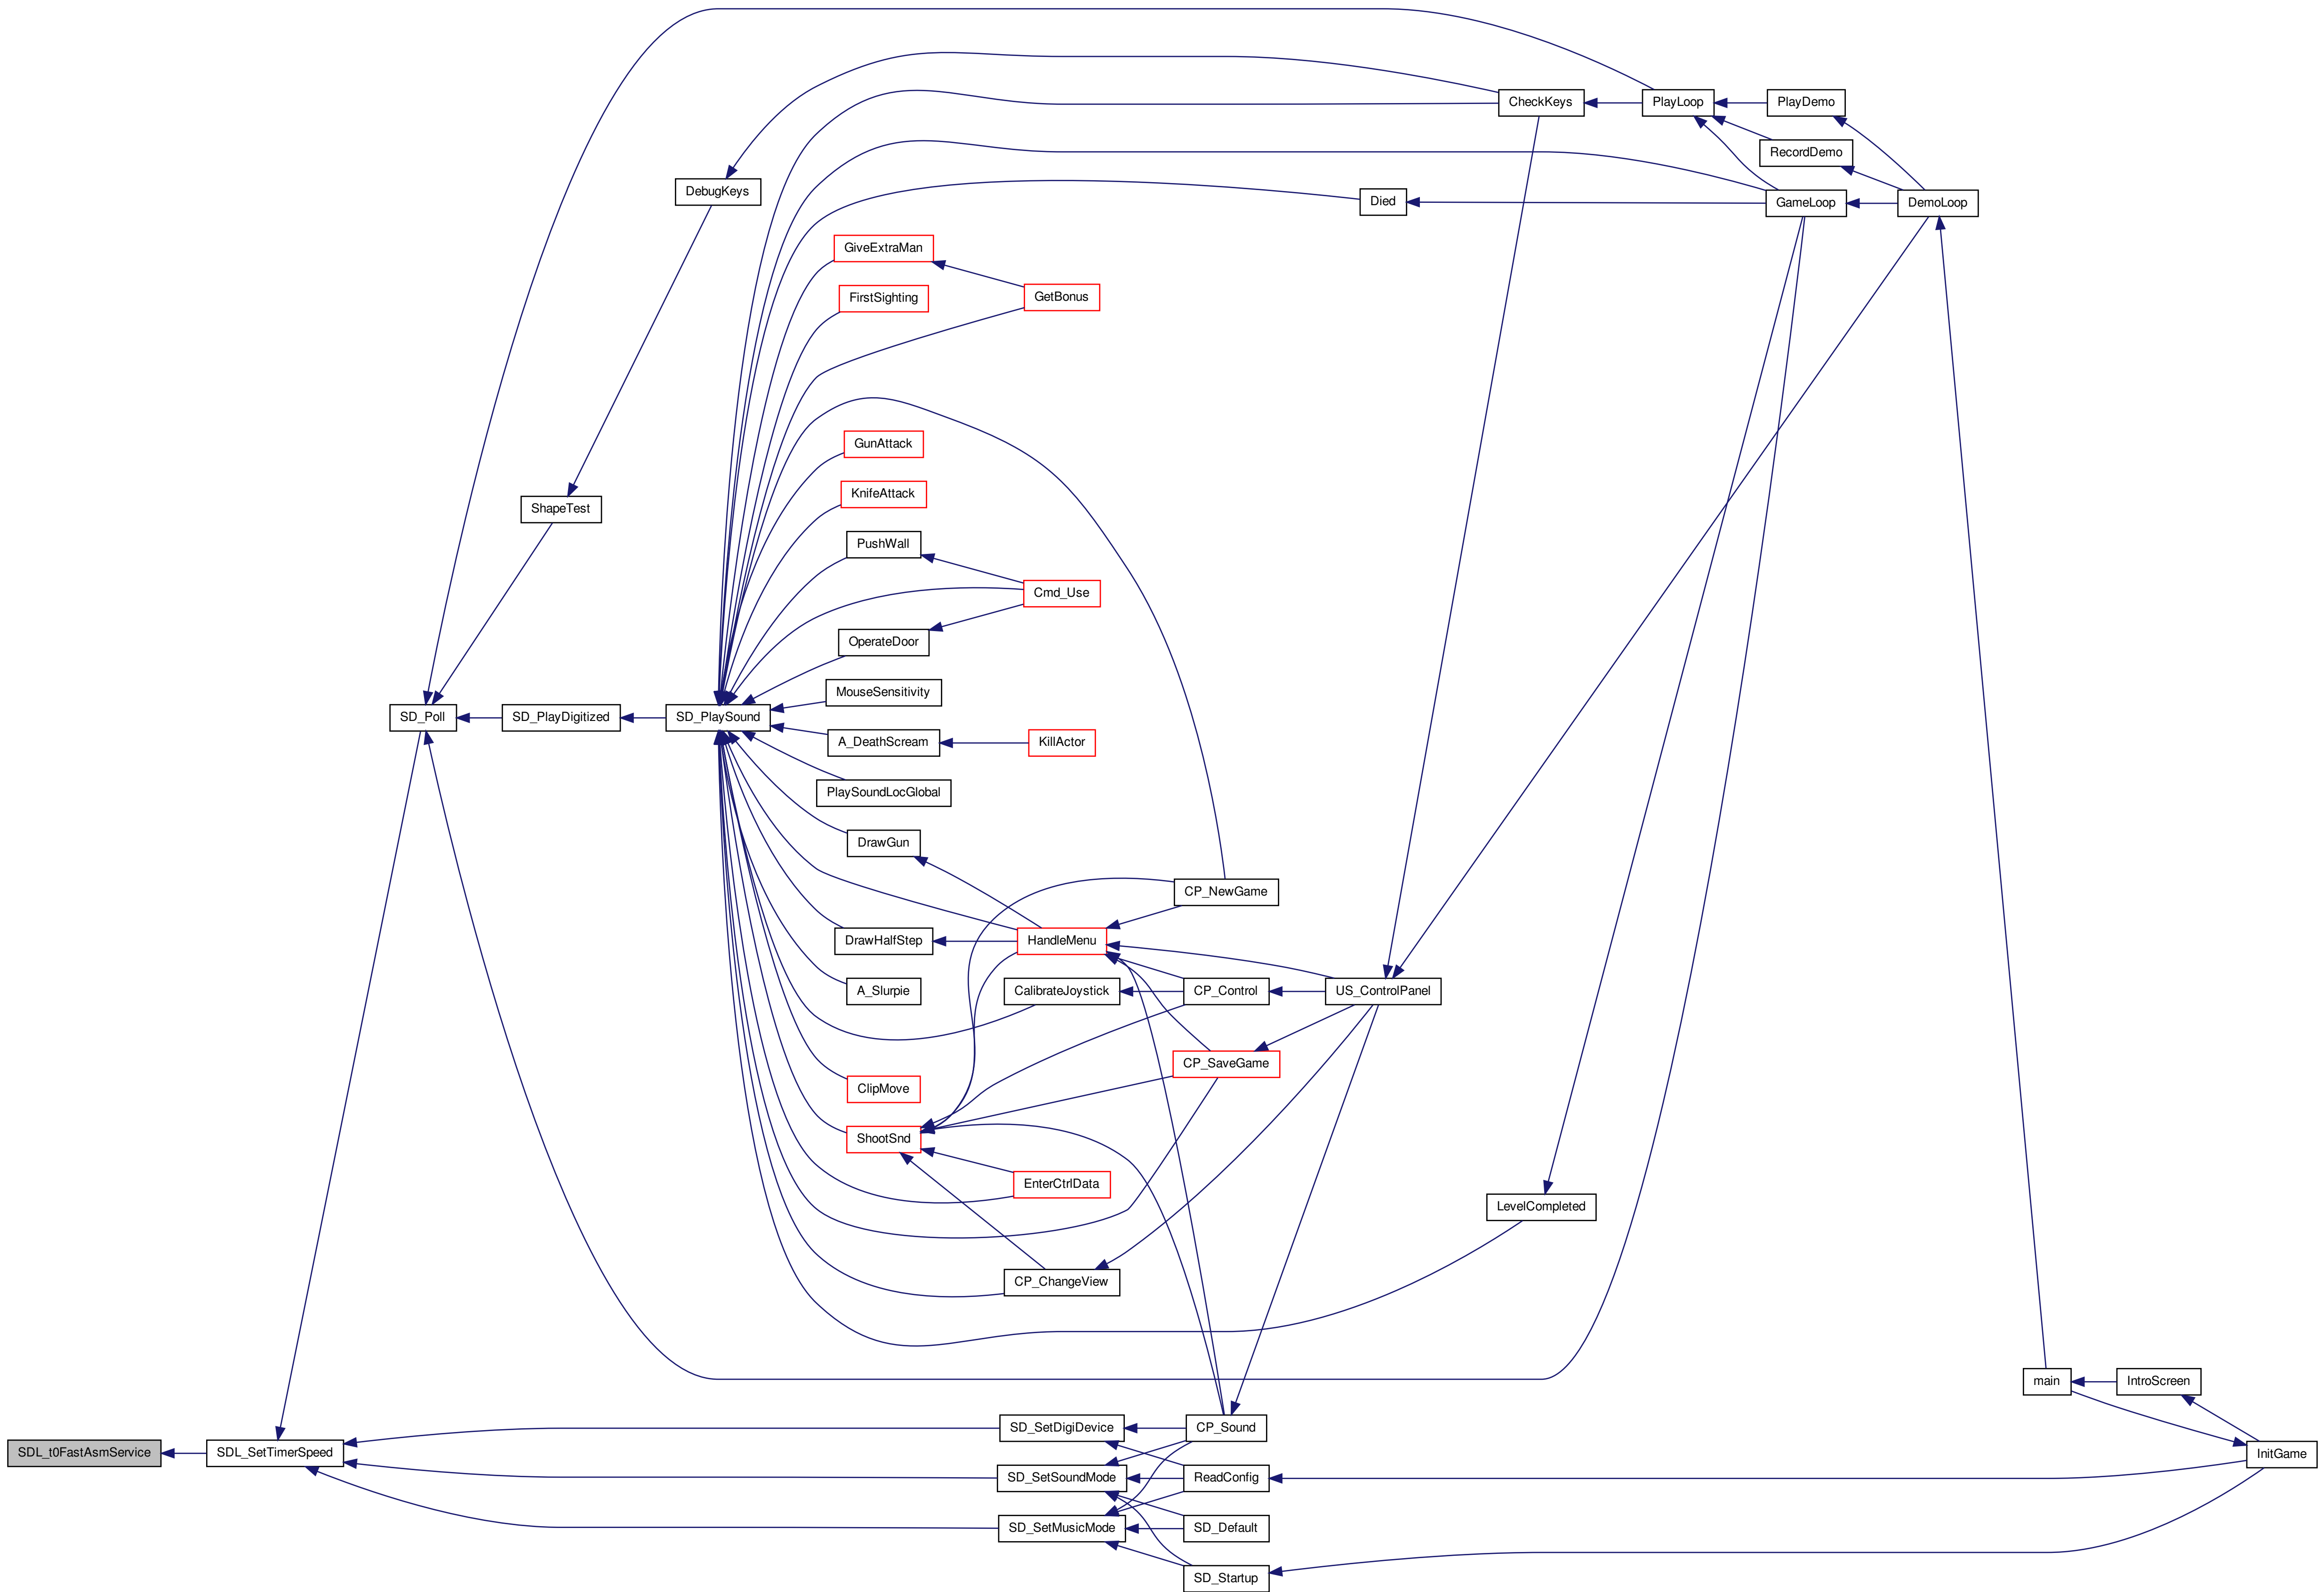 CheckKeys
PlayLoop
PlayDemo
RecordDemo
DebugKeys
Died
GameLoop
DemoLoop
GiveExtraMan
FirstSighting
GetBonus
GunAttack
KnifeAttack
ShapeTest
PushWall
Cmd_Use
OperateDoor
MouseSensitivity
SD_Poll
SD_PlayDigitized
SD_PlaySound
A_DeathScream
KillActor
PlaySoundLocGlobal
DrawGun
CP_NewGame
DrawHalfStep
HandleMenu
A_Slurpie
CalibrateJoystick
CP_Control
US_ControlPanel
CP_SaveGame
ClipMove
ShootSnd
EnterCtrlData
LevelCompleted
CP_ChangeView
main
IntroScreen
SD_SetDigiDevice
CP_Sound
SDL_t0FastAsmService
SDL_SetTimerSpeed
InitGame
SD_SetSoundMode
ReadConfig
SD_SetMusicMode
SD_Default
SD_Startup